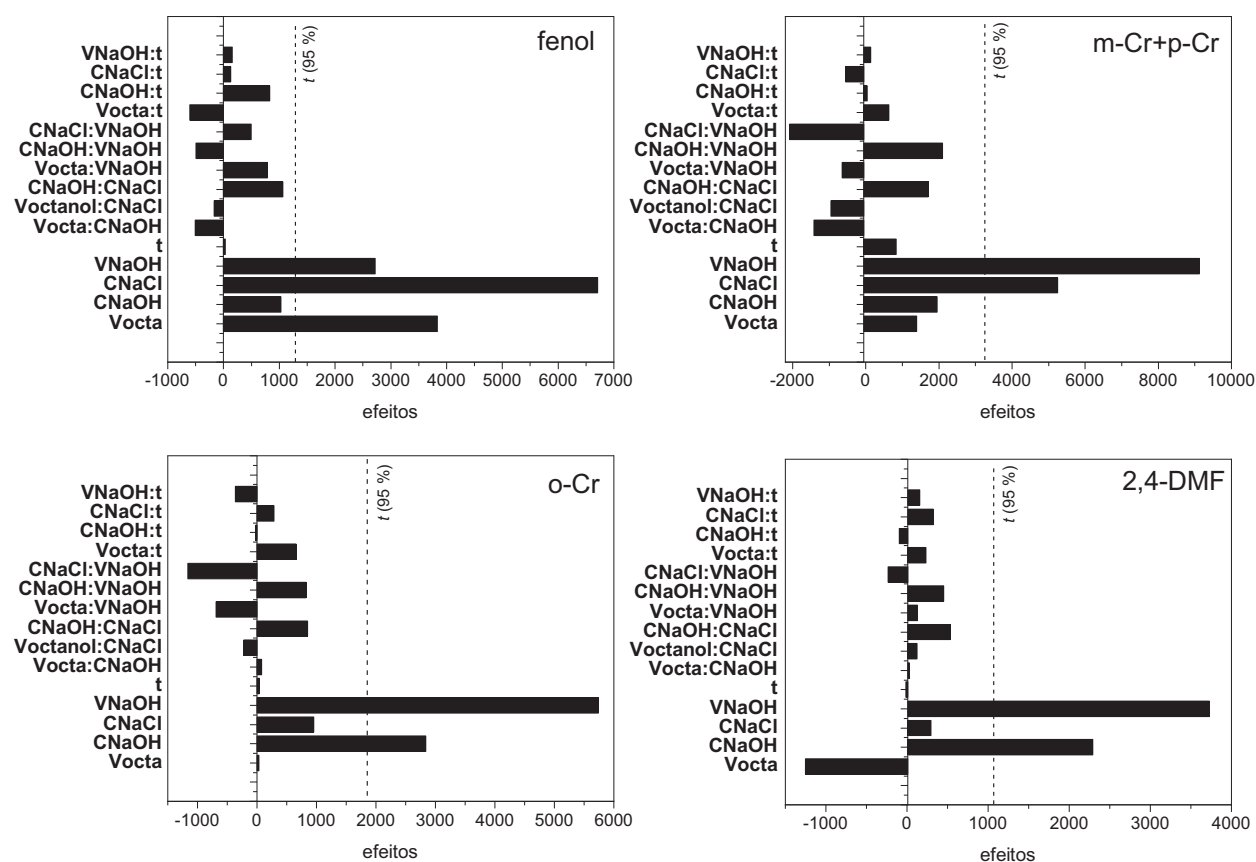 fenol
t (95 %)
VNaOH:t
CNaCl:t
CNaOH:t
Vocta:t
CNaCl:VNaOH
CNaOH:VNaOH
Vocta:VNaOH
CNaOH:CNaCl
Voctanol:CNaCl
Vocta:CNaOH
t
VNaOH
CNaCl
CNaOH
Vocta
-1000 0 1000 2000 3000 4000 5000 6000 7000
efeitos
m-Cr+p-Cr
t (95 %)
VNaOH:t
CNaCl:t
CNaOH:t
Vocta:t
CNaCl:VNaOH
CNaOH:VNaOH
Vocta:VNaOH
CNaOH:CNaCl
Voctanol:CNaCl
Vocta:CNaOH
t
VNaOH
CNaCl
CNaOH
Vocta
-2000 0 2000 4000 6000 8000 10000
efeitos
o-Cr
t (95 %)
VNaOH:t
CNaCl:t
CNaOH:t
Vocta:t
CNaCl:VNaOH
CNaOH:VNaOH
Vocta:VNaOH
CNaOH:CNaCl
Voctanol:CNaCl
Vocta:CNaOH
t
VNaOH
CNaCl
CNaOH
Vocta
-1000 0 1000 2000 3000 4000 5000 6000
efeitos
2,4-DMF
t (95 %)
VNaOH:t
CNaCl:t
CNaOH:t
Vocta:t
CNaCl:VNaOH
CNaOH:VNaOH
Vocta:VNaOH
CNaOH:CNaCl
Voctanol:CNaCl
Vocta:CNaOH
t
VNaOH
CNaCl
CNaOH
Vocta
-1000 0 1000 2000 3000 4000
efeitos